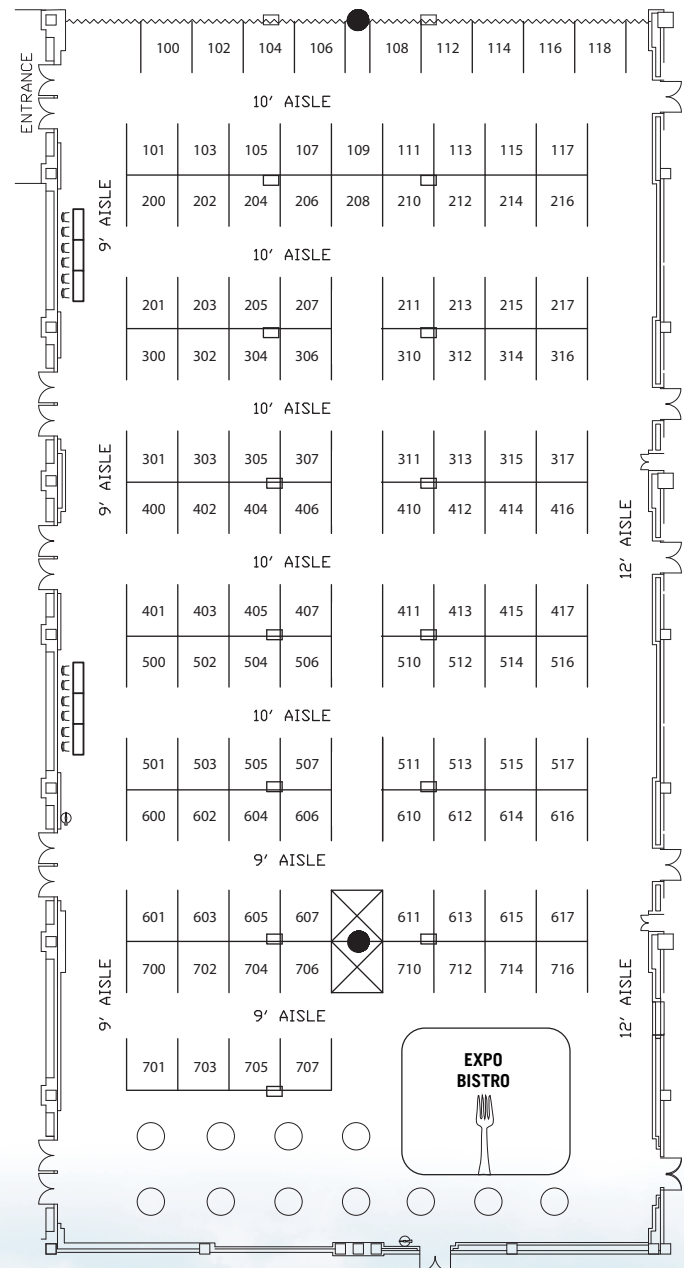 ENTRANCE
100 102 104 106 108 112 114 116 118
10' AISLE
101 103 105 107 109 111 113 115 117
200 202 204 206 208 210 212 214 216
9' AISLE
10' AISLE
201 203 205 207 211 213 215 217
300 302 304 306 310 312 314 316
10' AISLE
301 303 305 307 311 313 315 317
400 402 404 406 410 412 414 416
9' AISLE
12' AISLE
10' AISLE
401 403 405 407 411 413 415 417
500 502 504 506 510 512 514 516
10' AISLE
501 503 505 507 511 513 515 517
600 602 604 606 610 612 614 616
9' AISLE
601 603 605 607 611 613 615 617
700 702 704 706 710 712 714 716
9' AISLE
12' AISLE
9' AISLE
701 703 705 707
EXPO
BISTRO